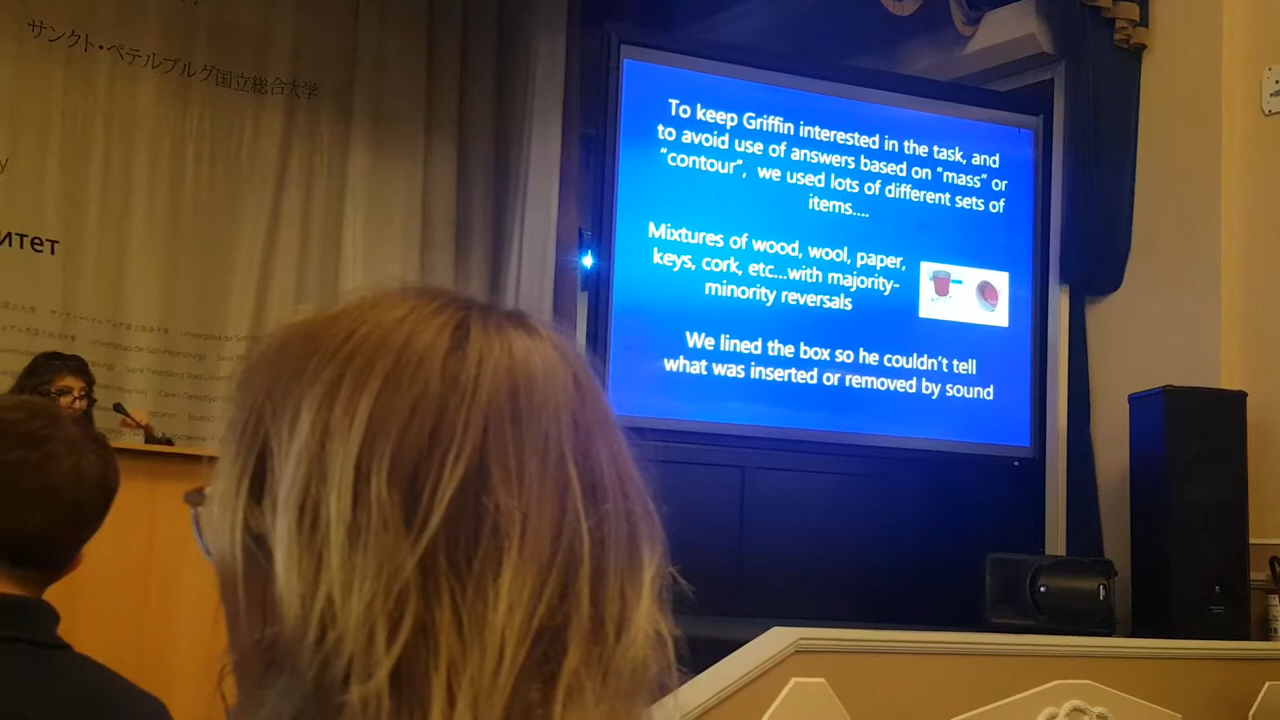 サンクト・ペテルブルグ国立総合大学
итет
To keep Griffin interested in the task, and
to avoid use of answers based on “mass” or
“contour”, we used lots of different sets of
items....
Mixtures of wood, wool, paper,
keys, cork, etc...with majority-
minority reversals
We lined the box so he couldn’t tell
what was inserted or removed by sound